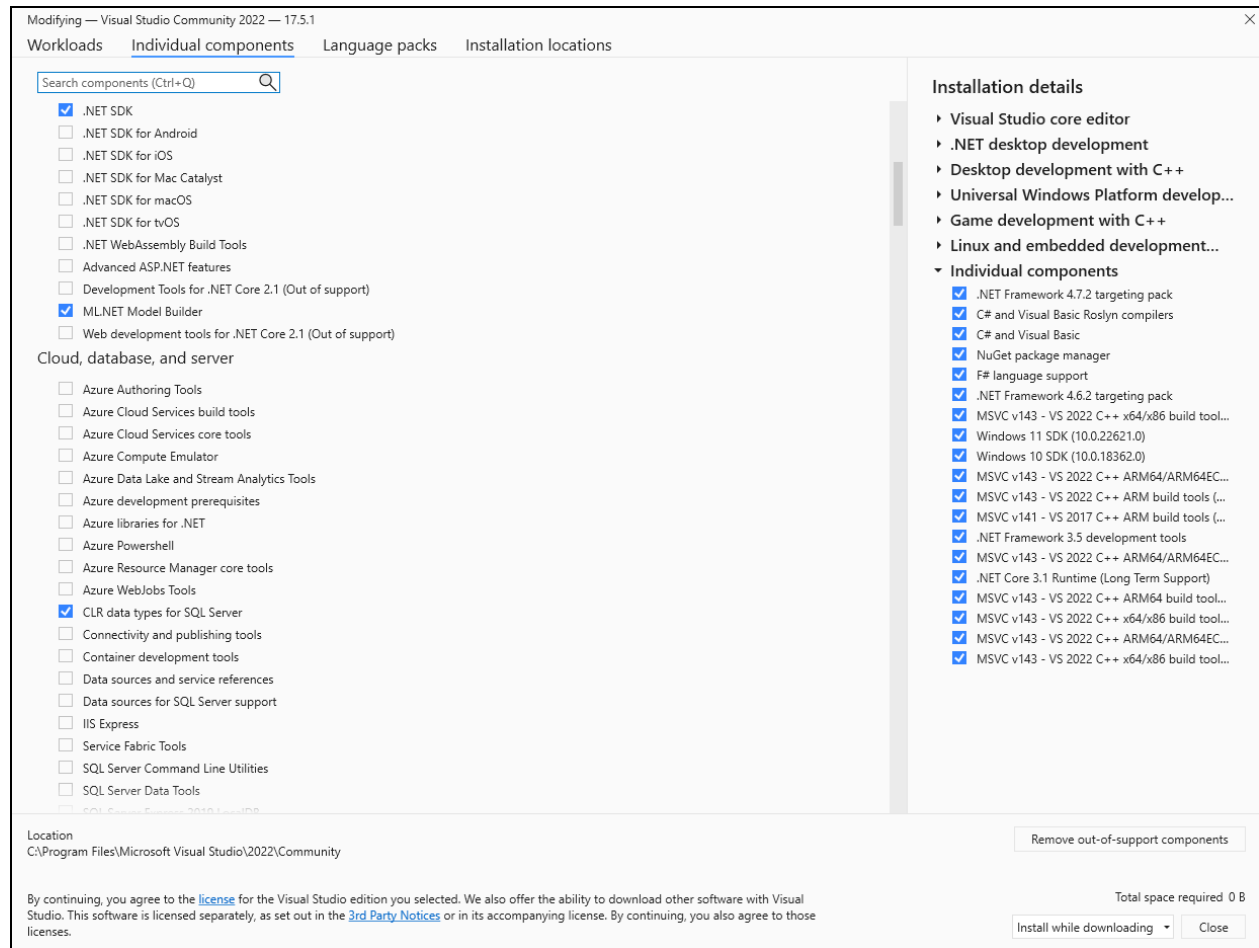 Modifying — Visual Studio Community 2022 — 17.5.1
Workloads Individual components Language packs Installation locations
Search components (Ctrl+Q)
.NET SDK
.NET SDK for Android
.NET SDK for iOS
.NET SDK for Mac Catalyst
.NET SDK for macOS
.NET SDK for tvOS
.NET WebAssembly Build Tools
Advanced ASP.NET features
Development Tools for .NET Core 2.1 (Out of support)
ML.NET Model Builder
Web development tools for .NET Core 2.1 (Out of support)
Cloud, database, and server
Azure Authoring Tools
Azure Cloud Services build tools
Azure Cloud Services core tools
Azure Compute Emulator
Azure Data Lake and Stream Analytics Tools
Azure development prerequisites
Azure libraries for .NET
Azure Powershell
Azure Resource Manager core tools
Azure WebJobs Tools
CLR data types for SQL Server
Connectivity and publishing tools
Container development tools
Data sources and service references
Data sources for SQL Server support
IIS Express
Service Fabric Tools
SQL Server Command Line Utilities
SQL Server Data Tools
SQL Server Express 2019 LocalDB
Installation details
Visual Studio core editor
.NET desktop development
Desktop development with C++
Universal Windows Platform develop...
Game development with C++
Linux and embedded development...
Individual components
.NET Framework 4.7.2 targeting pack
C# and Visual Basic Roslyn compilers
C# and Visual Basic
NuGet package manager
F# language support
.NET Framework 4.6.2 targeting pack
MSVC v143 - VS 2022 C++ x64/x86 build tool...
Windows 11 SDK (10.0.22621.0)
Windows 10 SDK (10.0.18362.0)
MSVC v143 - VS 2022 C++ ARM64/ARM64EC...
MSVC v143 - VS 2022 C++ ARM build tools (...
MSVC v141 - VS 2017 C++ ARM build tools (...
.NET Framework 3.5 development tools
MSVC v143 - VS 2022 C++ ARM64/ARM64EC...
.NET Core 3.1 Runtime (Long Term Support)
MSVC v143 - VS 2022 C++ ARM64 build tool...
MSVC v143 - VS 2022 C++ x64/x86 build tool...
MSVC v143 - VS 2022 C++ ARM64/ARM64EC...
MSVC v143 - VS 2022 C++ x64/x86 build tool...
Location
C:\Program Files\Microsoft Visual Studio\2022\Community
Remove out-of-support components
By continuing, you agree to the license for the Visual Studio edition you selected. We also offer the ability to download other software with Visual
Studio. This software is licensed separately, as set out in the 3rd Party Notices or in its accompanying license. By continuing, you also agree to those
licenses.
Total space required 0 B
Install while downloading
Close